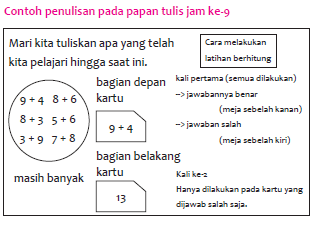 Contoh penulisan pada papan tulis jam ke-9
Mari kita tuliskan apa yang telah
kita pelajari hingga saat ini.
Cara melakukan
latihan berhitung
9 + 4 8 + 6
8 + 3 5 + 6
3 + 9 7 + 8
masih banyak
bagian depan
kartu
9 + 4
bagian belakang
kartu
13
kali pertama (semua dilakukan)
--> jawabannya benar
(meja sebelah kanan)
--> jawaban salah
(meja sebelah kiri)
Kali ke-2
Hanya dilakukan pada kartu yang
dijawab salah saja.